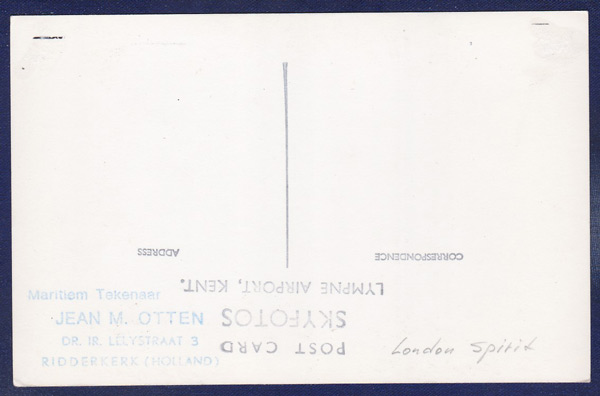 ADDRESS
CORRESPONDENCE
LYMPNE AIRPORT, KENT.
SKYFOTOS
POST CARD
Maritiem Tekenaar
JEAN M. OTTEN
DR. IR. LELYSTRAAT 3
RIDDERKERK (HOLLAND)
London Spirit